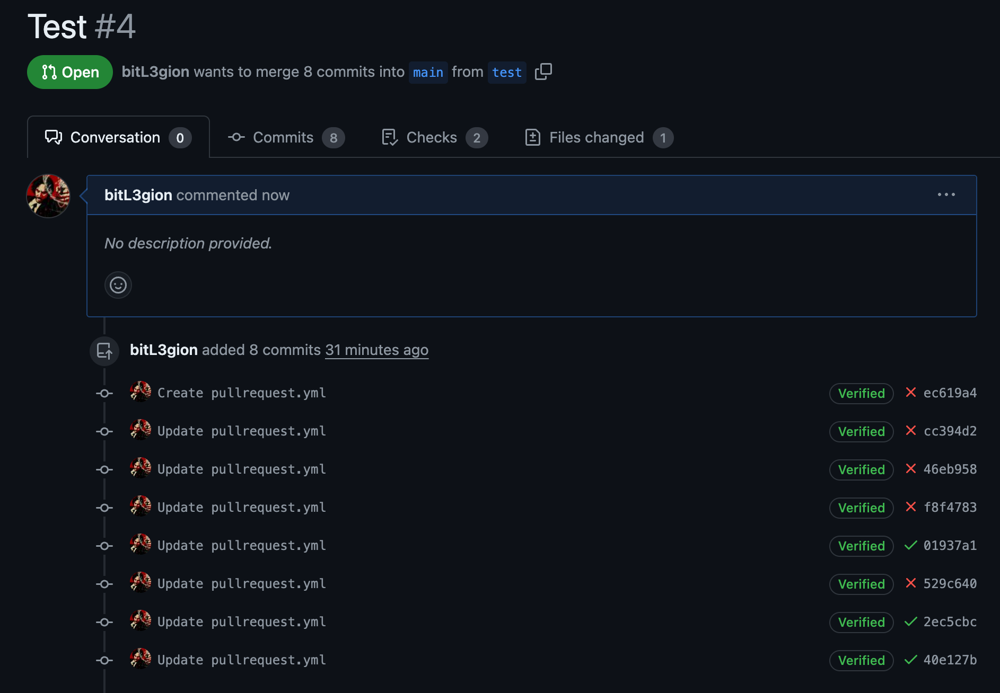 Test #4
Open bitL3gion wants to merge 8 commits into main from test
Conversation 0 Commits 8 Checks 2 Files changed 1
bitL3gion commented now
No description provided.
bitL3gion added 8 commits 31 minutes ago
Create pullrequest.yml Verified ec619a4
Update pullrequest.yml Verified cc394d2
Update pullrequest.yml Verified 46eb958
Update pullrequest.yml Verified f8f4783
Update pullrequest.yml Verified 01937a1
Update pullrequest.yml Verified 529c640
Update pullrequest.yml Verified 2ec5cbc
Update pullrequest.yml Verified 40e127b